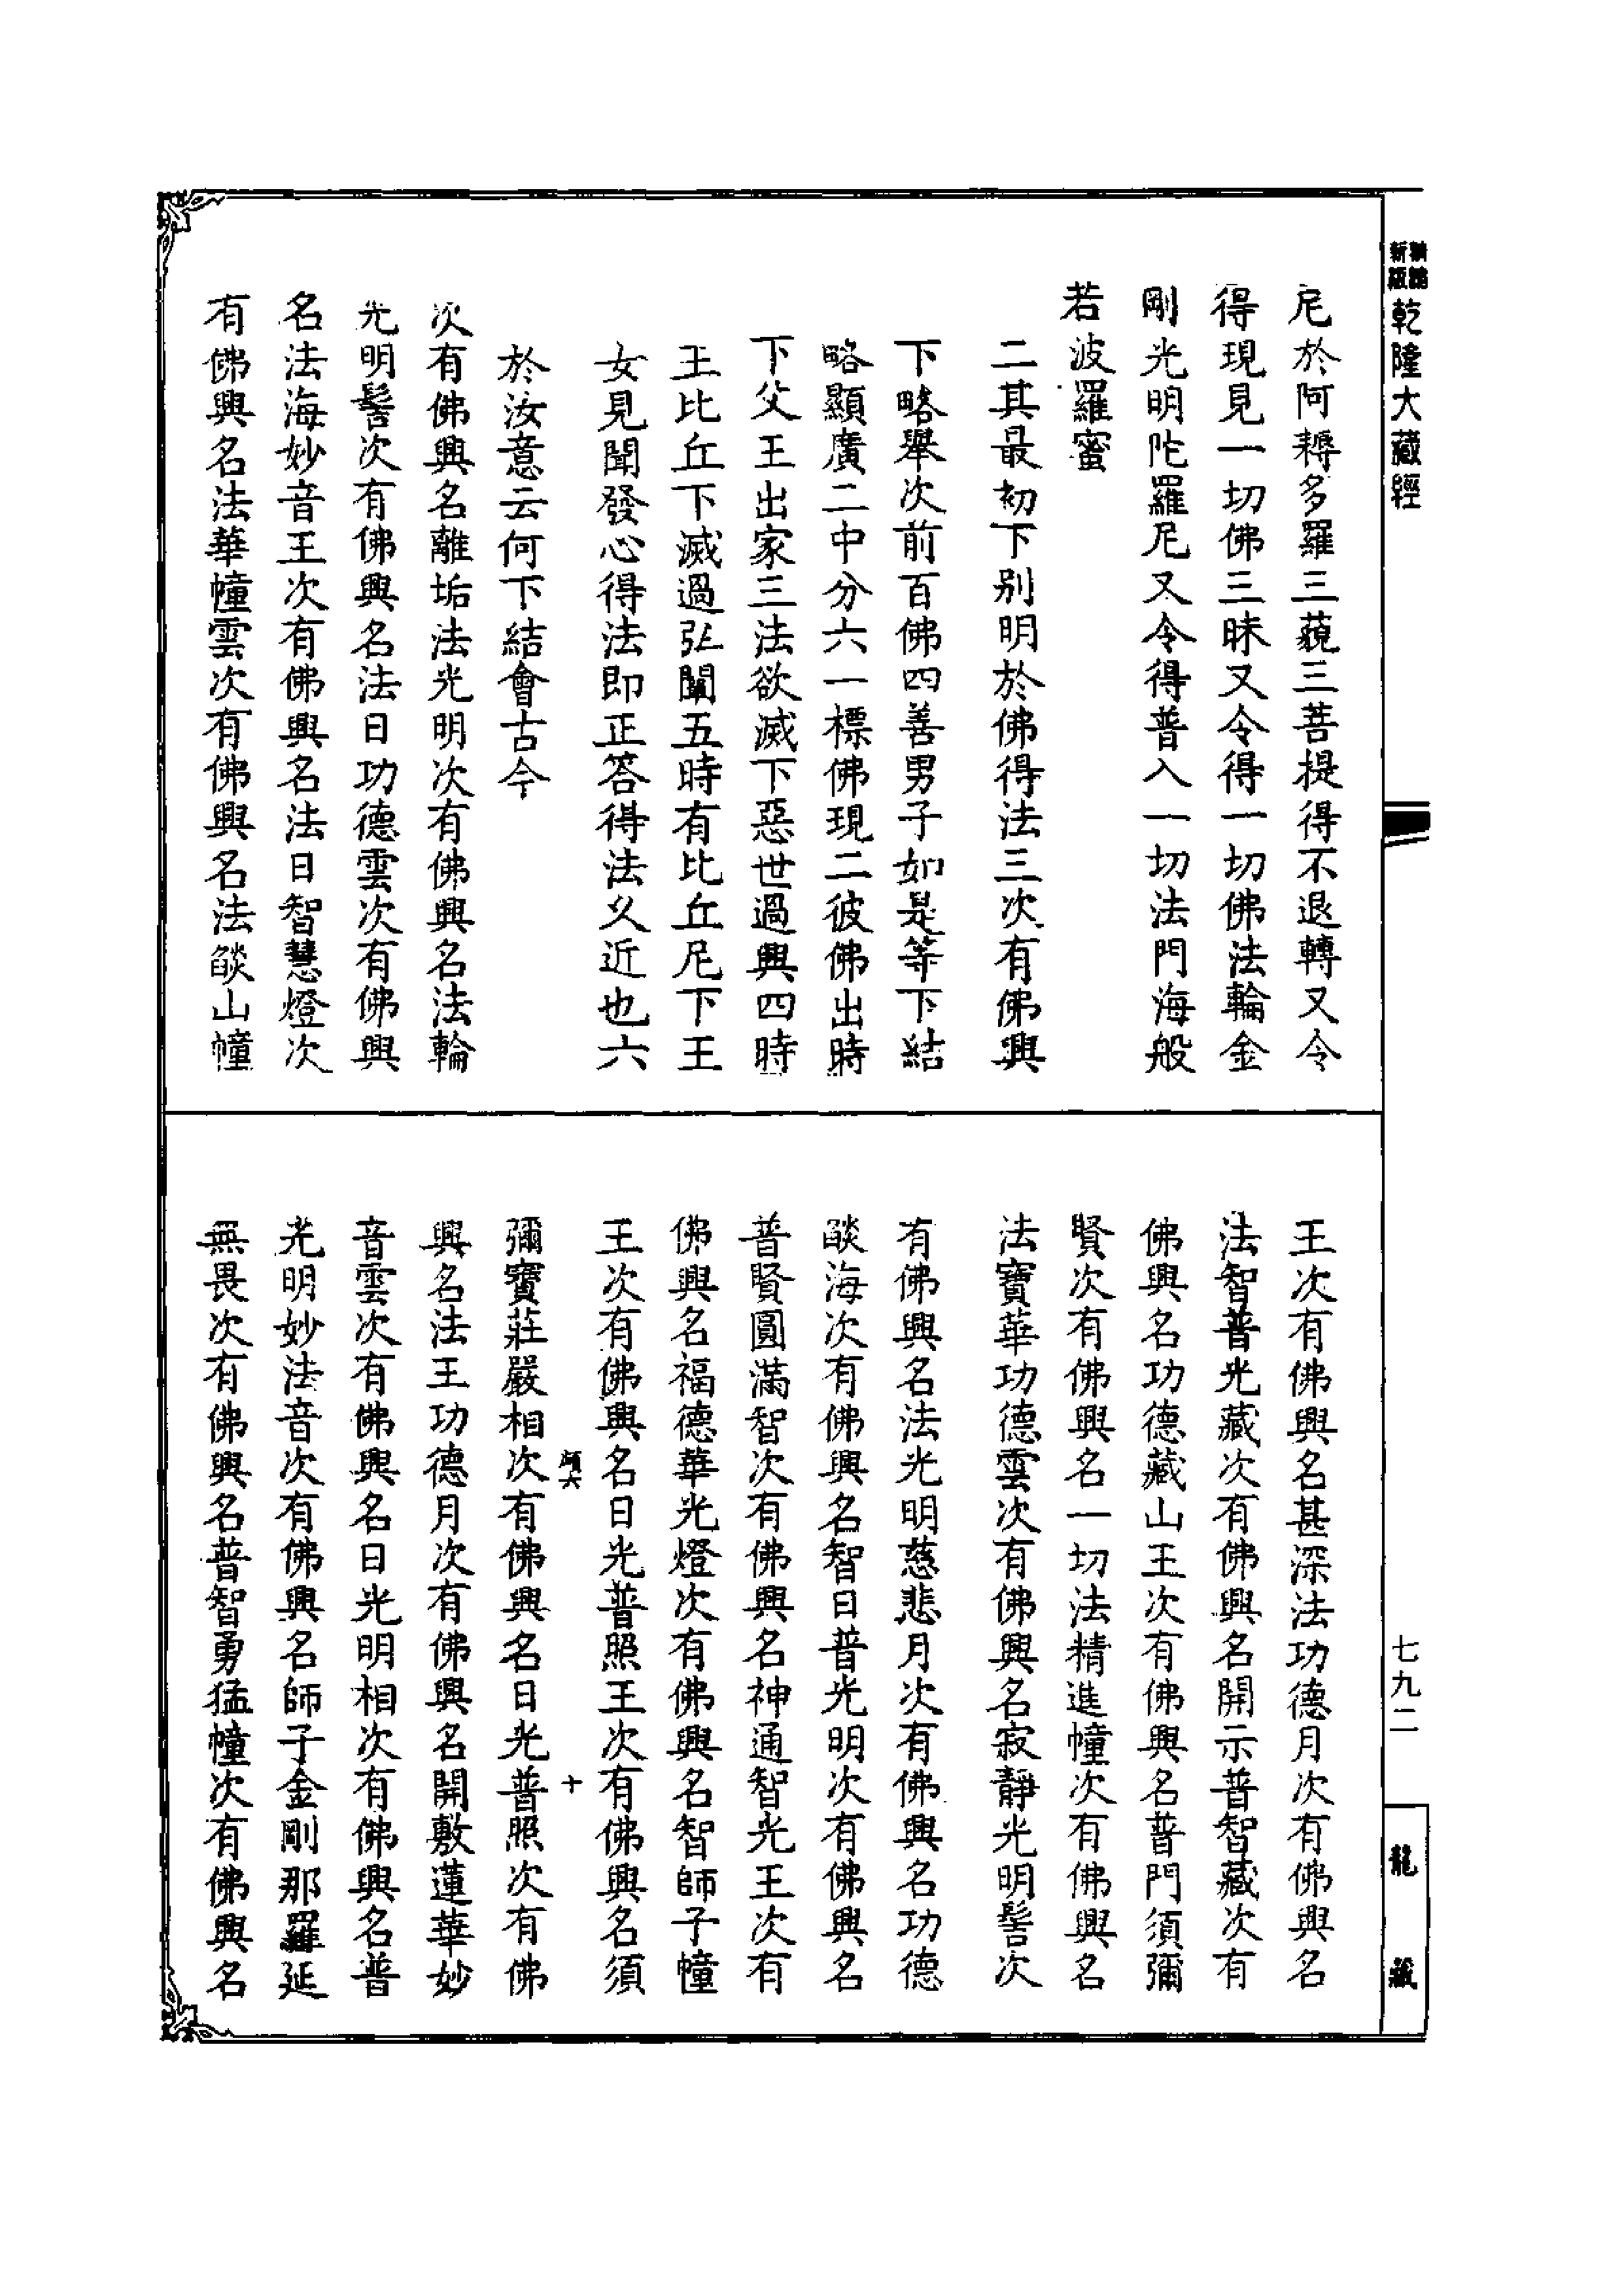 新編
新版
乾隆大藏經
尼於阿耨多羅三藐三菩提得不退轉又令
得現見一切佛三昧又令得一切佛法輪金
剛光明陀羅尼又令得普入一切法門海般
若波羅蜜
二其最初下別明於佛得法三次有佛興
下略舉次前百佛四善男子如是等下結
略顯廣二中分六一標佛現二彼佛出時
下父王出家三法欲滅下惡世過興四時
王比丘下滅過弘闡五時有比丘尼下王
女見聞發心得法即正答得法久近也六
於汝意云何下結會古今
次有佛興名離垢法光明次有佛興名法輪
光明髻次有佛興名法日功德雲次有佛興
名法海妙音王次有佛興名法日智慧燈次
有佛興名法華幢雲次有佛興名法燄山幢
王次有佛興名甚深法功德月次有佛興名
法智普光藏次有佛興名開示普智藏次有
佛興名功德藏山王次有佛興名普門須彌
賢次有佛興名一切法精進幢次有佛興名
法寶華功德雲次有佛興名寂靜光明髻次
有佛興名法光明慈悲月次有佛興名功德
燄海次有佛興名智日普光明次有佛興名
普賢圓滿智次有佛興名神通智光王次有
佛興名福德華光燈次有佛興名智師子幢
王次有佛興名日光普照王次有佛興名須
十
彌寶莊嚴相次有佛興名日光普照次有佛
興名法王功德月次有佛興名開敷蓮華妙
音雲次有佛興名日光明相次有佛興名普
光明妙法音次有佛興名師子金剛那羅延
無畏次有佛興名普智勇猛幢次有佛興名
七九二
龍藏